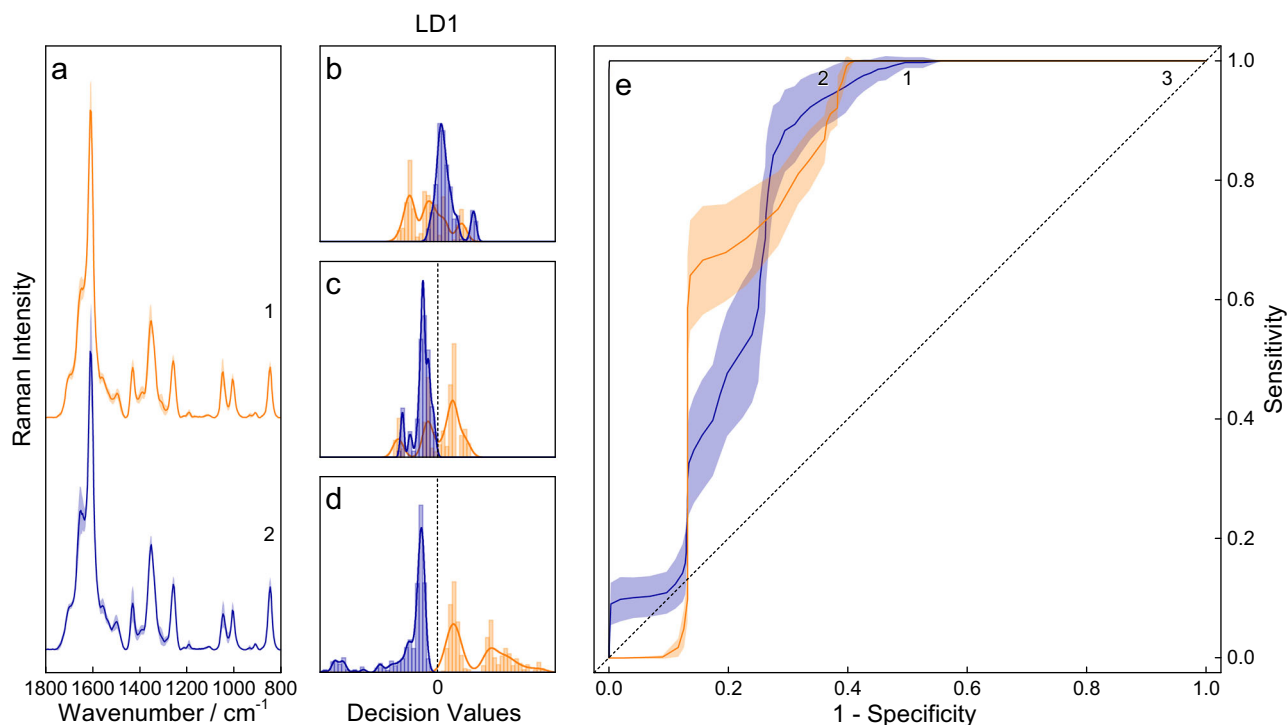 LD1
a
b
c
d
e
1
2
2
1
3
Raman Intensity
1800 1600 1400 1200 1000 800
Wavenumber / cm⁻¹
0
Decision Values
1.0
0.8
0.6
0.4
0.2
0.0
Sensitivity
0.0 0.2 0.4 0.6 0.8 1.0
1 - Specificity